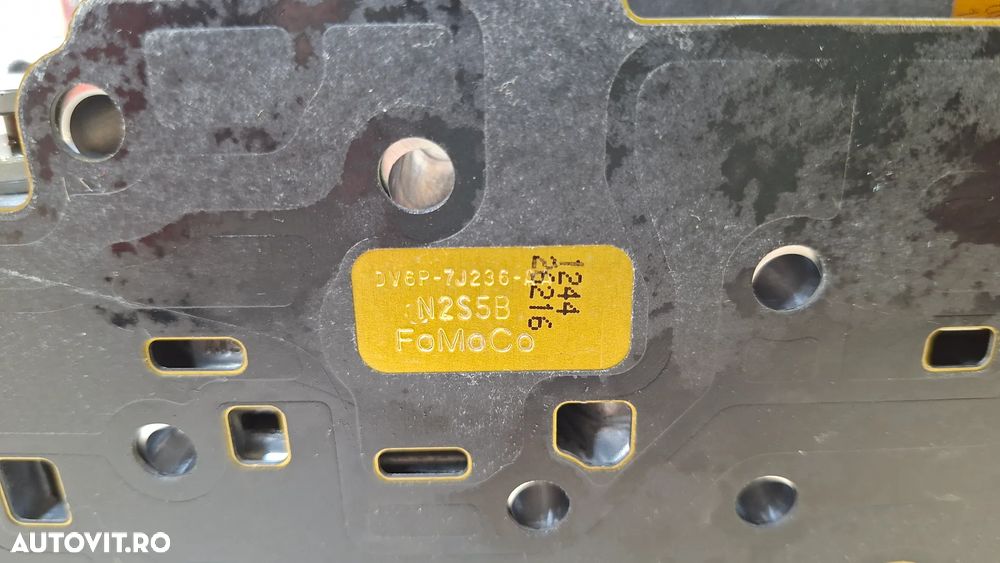 DV6P-7J236-
N2S5B
FoMoCo
1244
26216
AUTOVIT.RO